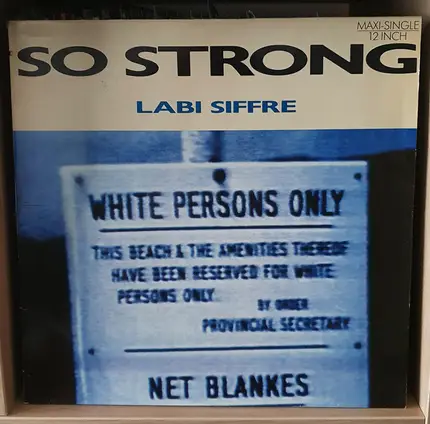 MAXI-SINGLE
12 INCH
SO STRONG
LABI SIFFRE
WHITE PERSONS ONLY
THIS BEACH & THE AMENITIES THEREOF
HAVE BEEN RESERVED FOR WHITE
PERSONS ONLY
BY ORDER
PROVINCIAL SECRETARY
NET BLANKES